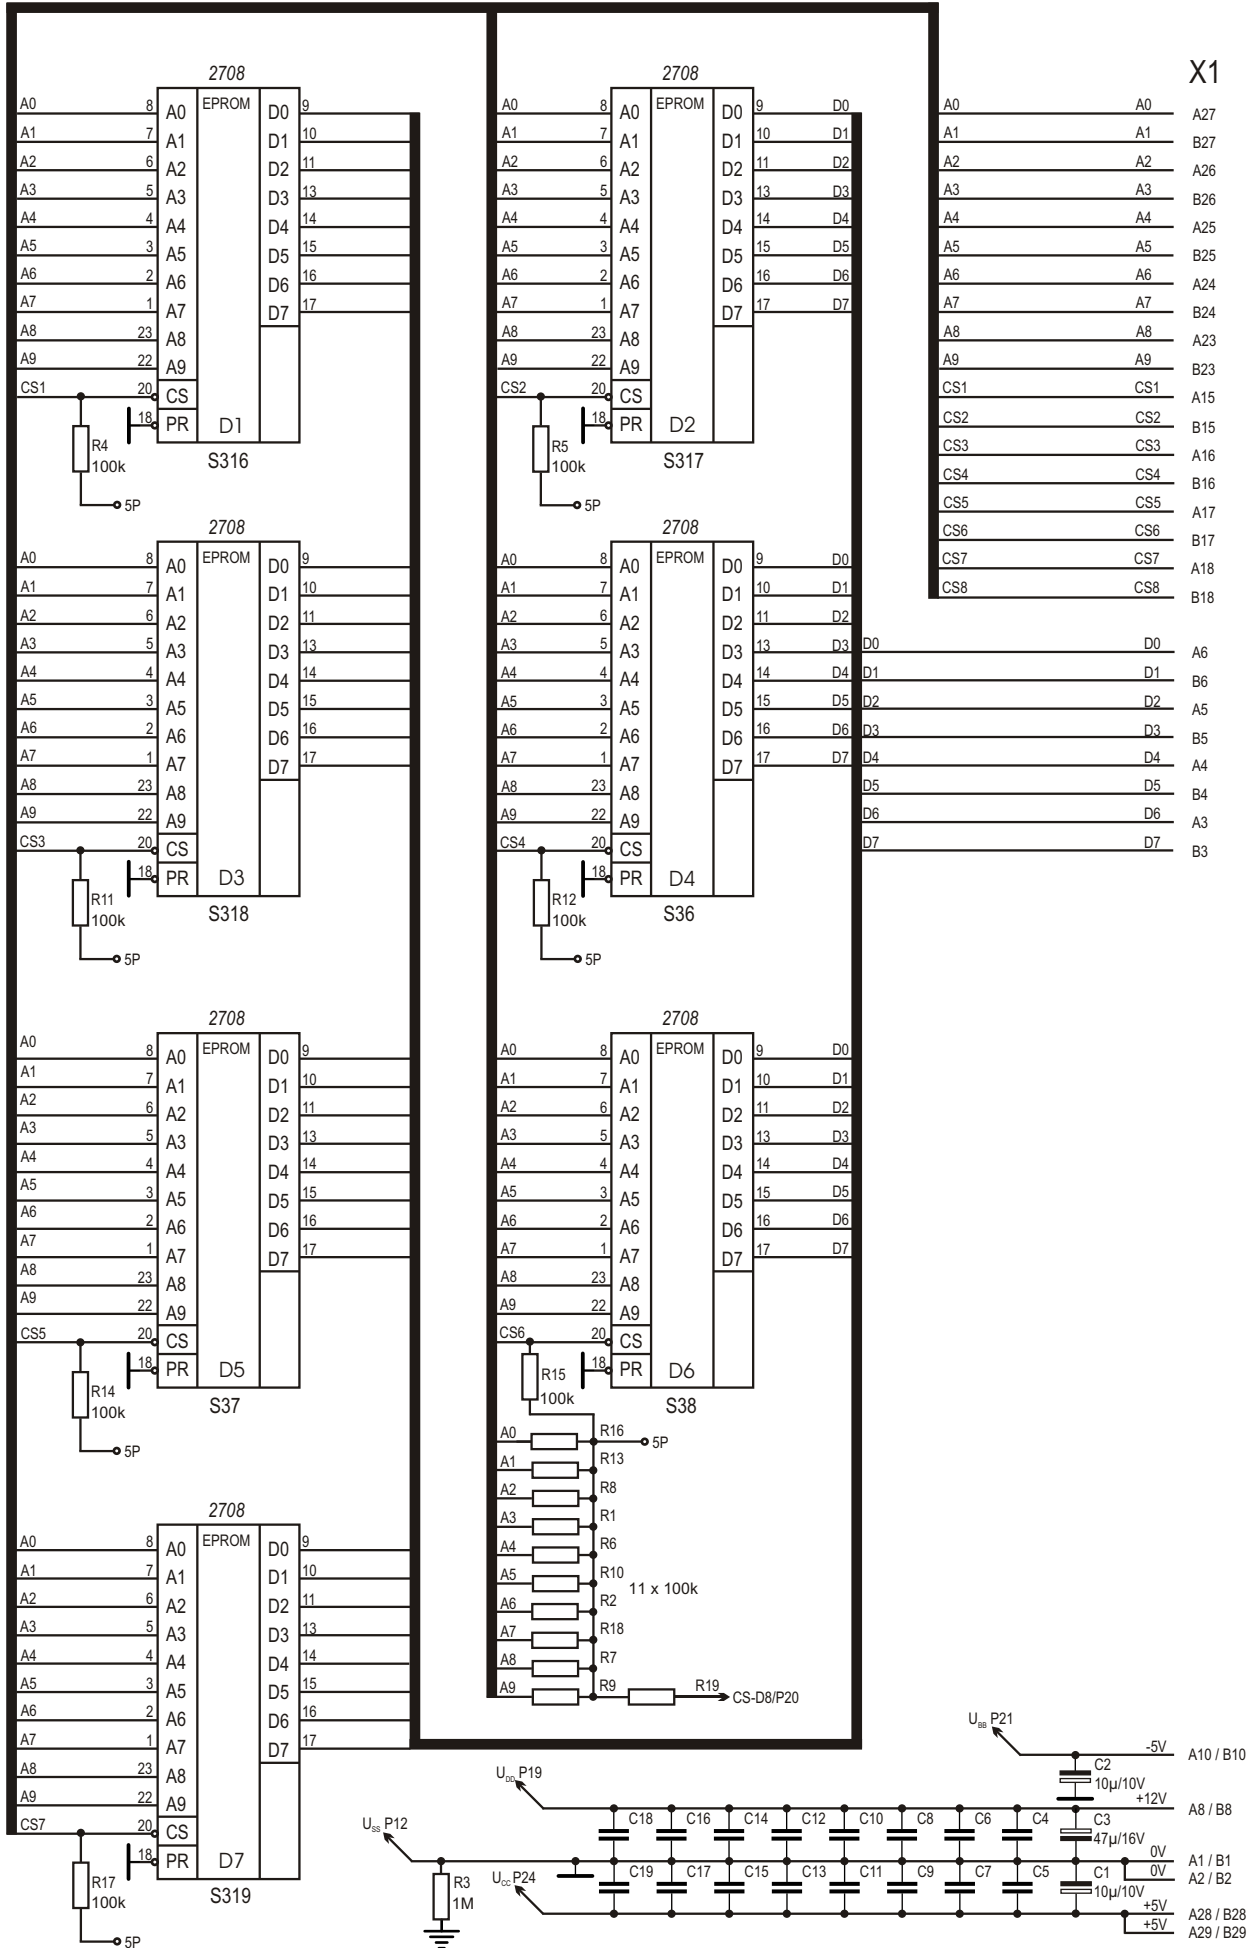 X1
2708
A0 8 A0 EPROM D0 9
A1 7 A1 D1 10
A2 6 A2 D2 11
A3 5 A3 D3 13
A4 4 A4 D4 14
A5 3 A5 D5 15
A6 2 A6 D6 16
A7 1 A7 D7 17
A8 23 A8
A9 22 A9
CS1 20 CS
18 PR D1
R4
100k
S316
5P
2708
A0 8 A0 EPROM D0 9 D0
A1 7 A1 D1 10 D1
A2 6 A2 D2 11 D2
A3 5 A3 D3 13 D3
A4 4 A4 D4 14 D4
A5 3 A5 D5 15 D5
A6 2 A6 D6 16 D6
A7 1 A7 D7 17 D7
A8 23 A8
A9 22 A9
CS2 20 CS
18 PR D2
R5
100k
S317
5P
A0 A0 A27
A1 A1 B27
A2 A2 A26
A3 A3 B26
A4 A4 A25
A5 A5 B25
A6 A6 A24
A7 A7 B24
A8 A8 A23
A9 A9 B23
CS1 CS1 A15
CS2 CS2 B15
CS3 CS3 A16
CS4 CS4 B16
CS5 CS5 A17
CS6 CS6 B17
CS7 CS7 A18
CS8 CS8 B18
D0 D0 A6
D1 D1 B6
D2 D2 A5
D3 D3 B5
D4 D4 A4
D5 D5 B4
D6 D6 A3
D7 D7 B3
2708
A0 8 A0 EPROM D0 9
A1 7 A1 D1 10
A2 6 A2 D2 11
A3 5 A3 D3 13
A4 4 A4 D4 14
A5 3 A5 D5 15
A6 2 A6 D6 16
A7 1 A7 D7 17
A8 23 A8
A9 22 A9
CS3 20 CS
18 PR D3
R11
100k
S318
5P
2708
A0 8 A0 EPROM D0 9 D0
A1 7 A1 D1 10 D1
A2 6 A2 D2 11 D2
A3 5 A3 D3 13 D3
A4 4 A4 D4 14 D4
A5 3 A5 D5 15 D5
A6 2 A6 D6 16 D6
A7 1 A7 D7 17 D7
A8 23 A8
A9 22 A9
CS4 20 CS
18 PR D4
R12
100k
S36
5P
2708
A0 8 A0 EPROM D0 9
A1 7 A1 D1 10
A2 6 A2 D2 11
A3 5 A3 D3 13
A4 4 A4 D4 14
A5 3 A5 D5 15
A6 2 A6 D6 16
A7 1 A7 D7 17
A8 23 A8
A9 22 A9
CS5 20 CS
18 PR D5
R14
100k
S37
5P
2708
A0 8 A0 EPROM D0 9 D0
A1 7 A1 D1 10 D1
A2 6 A2 D2 11 D2
A3 5 A3 D3 13 D3
A4 4 A4 D4 14 D4
A5 3 A5 D5 15 D5
A6 2 A6 D6 16 D6
A7 1 A7 D7 17 D7
A8 23 A8
A9 22 A9
CS6 20 CS
18 PR D6
R15
100k
S38
A0 R16 5P
A1 R13
A2 R8
A3 R1
A4 R6
A5 R10
11 x 100k
A6 R2
A7 R18
A8 R7
A9 R9 R19 CS-D8/P20
2708
A0 8 A0 EPROM D0 9
A1 7 A1 D1 10
A2 6 A2 D2 11
A3 5 A3 D3 13
A4 4 A4 D4 14
A5 3 A5 D5 15
A6 2 A6 D6 16
A7 1 A7 D7 17
A8 23 A8
A9 22 A9
CS7 20 CS
18 PR D7
R17
100k
S319
5P
UBB P21
-5V A10 / B10
C2
10µ/10V
UDD P19
+12V A8 / B8
C18 C16 C14 C12 C10 C8 C6 C4 C3
47µ/16V
USS P12
0V A1 / B1
0V A2 / B2
C19 C17 C15 C13 C11 C9 C7 C5 C1
10µ/10V
R3
1M
UCC P24
+5V A28 / B28
+5V A29 / B29